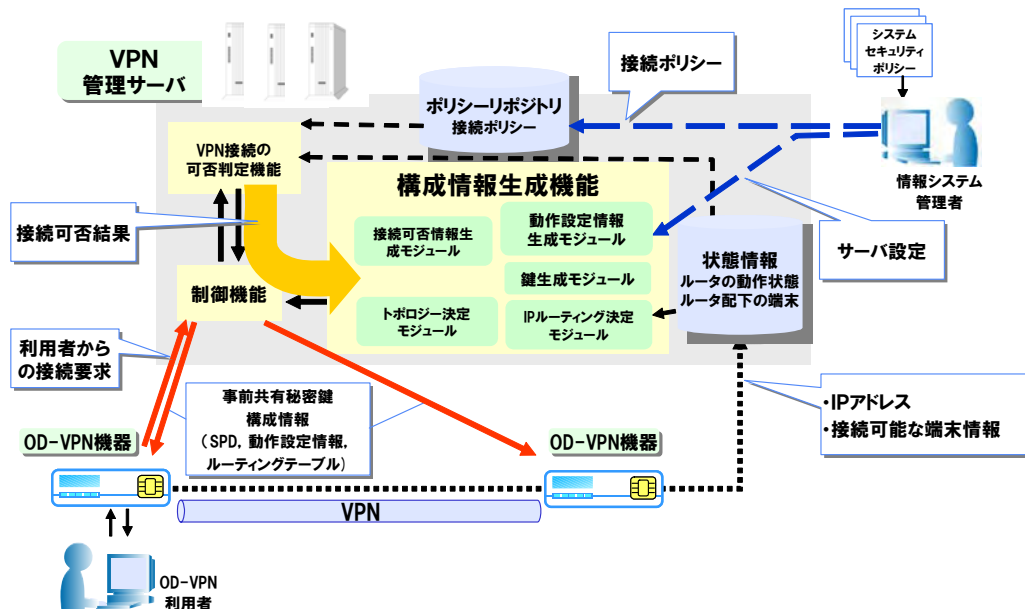 VPN
管理サーバ
システム
セキュリティ
ポリシー
接続ポリシー
ポリシーリポジトリ
接続ポリシー
情報システム
管理者
VPN接続の
可否判定機能
構成情報生成機能
接続可否情報生
成モジュール
動作設定情報
生成モジュール
鍵生成モジュール
トポロジー決定
モジュール
IPルーティング決定
モジュール
接続可否結果
制御機能
状態情報
ルータの動作状態
ルータ配下の端末
サーバ設定
利用者から
の接続要求
事前共有秘密鍵
構成情報
(SPD, 動作設定情報,
ルーティングテーブル)
・IPアドレス
・接続可能な端末情報
OD-VPN機器
OD-VPN機器
VPN
OD-VPN
利用者